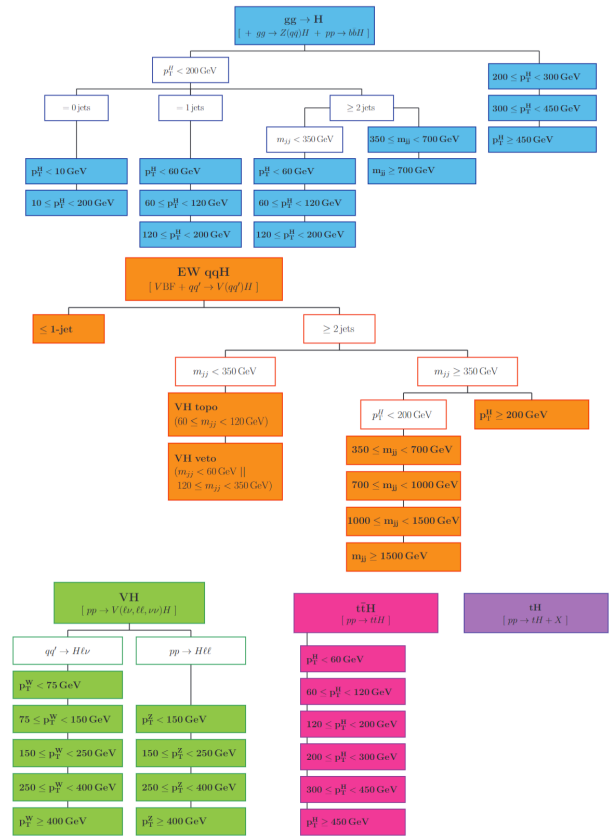 gg → H
[ + gg → Z(qq̄)H + pp → bb̄H ]
p_T^H < 200 GeV
= 0 jets
= 1 jets
≥ 2 jets
m_jj < 350 GeV
350 ≤ m_jj < 700 GeV
m_jj ≥ 700 GeV
200 ≤ p_T^H < 300 GeV
300 ≤ p_T^H < 450 GeV
p_T^H ≥ 450 GeV
p_T^H < 10 GeV
10 ≤ p_T^H < 200 GeV
p_T^H < 60 GeV
60 ≤ p_T^H < 120 GeV
120 ≤ p_T^H < 200 GeV
p_T^H < 60 GeV
60 ≤ p_T^H < 120 GeV
120 ≤ p_T^H < 200 GeV
EW qqH
[ VBF + qq′ → V(qq′)H ]
≤ 1-jet
≥ 2 jets
m_jj < 350 GeV
VH topo
(60 ≤ m_jj < 120 GeV)
VH veto
(m_jj < 60 GeV ||
120 ≤ m_jj < 350 GeV)
m_jj ≥ 350 GeV
p_T^H < 200 GeV
p_T^H ≥ 200 GeV
350 ≤ m_jj < 700 GeV
700 ≤ m_jj < 1000 GeV
1000 ≤ m_jj < 1500 GeV
m_jj ≥ 1500 GeV
VH
[ pp → V(ℓν, ℓℓ, νν)H ]
qq′ → Hℓν
p_T^W < 75 GeV
75 ≤ p_T^W < 150 GeV
150 ≤ p_T^W < 250 GeV
250 ≤ p_T^W < 400 GeV
p_T^W ≥ 400 GeV
pp → Hℓℓ
p_T^Z < 150 GeV
150 ≤ p_T^Z < 250 GeV
250 ≤ p_T^Z < 400 GeV
p_T^Z ≥ 400 GeV
tt̄H
[ pp → ttH ]
p_T^H < 60 GeV
60 ≤ p_T^H < 120 GeV
120 ≤ p_T^H < 200 GeV
200 ≤ p_T^H < 300 GeV
300 ≤ p_T^H < 450 GeV
p_T^H ≥ 450 GeV
tH
[ pp → tH + X ]